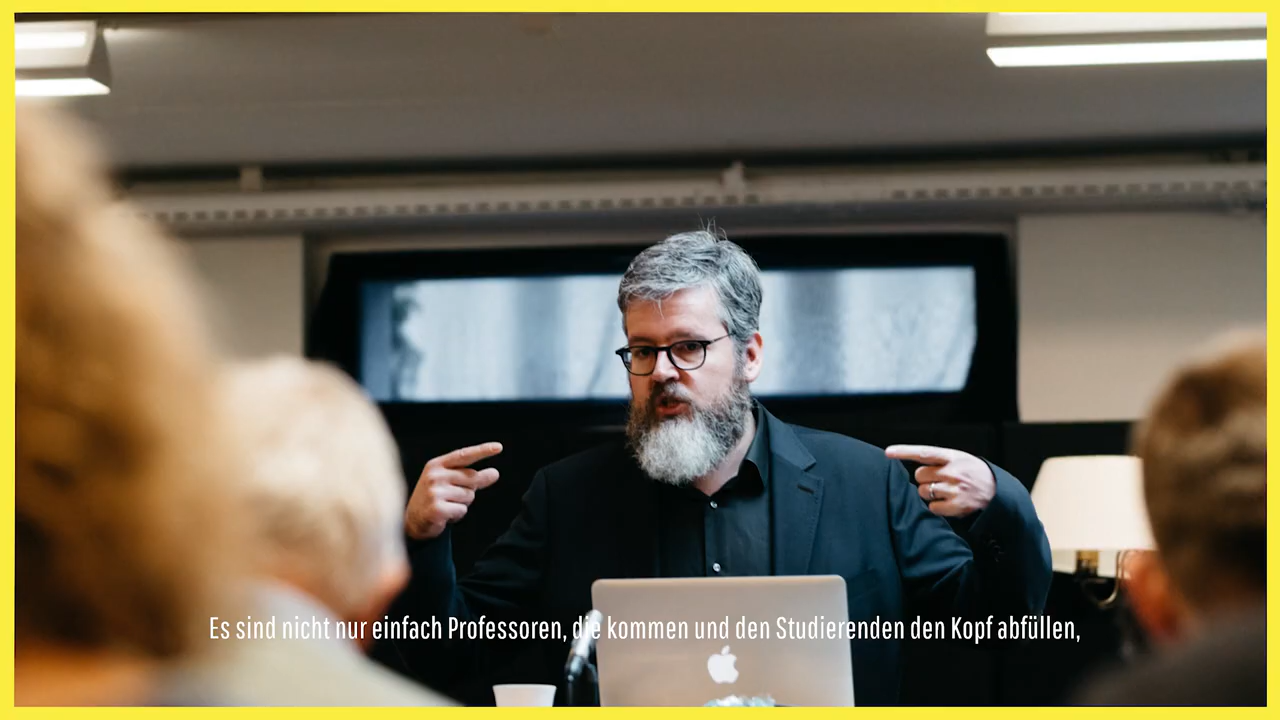 Es sind nicht nur einfach Professoren, die kommen und den Studierenden den Kopf abfüllen,